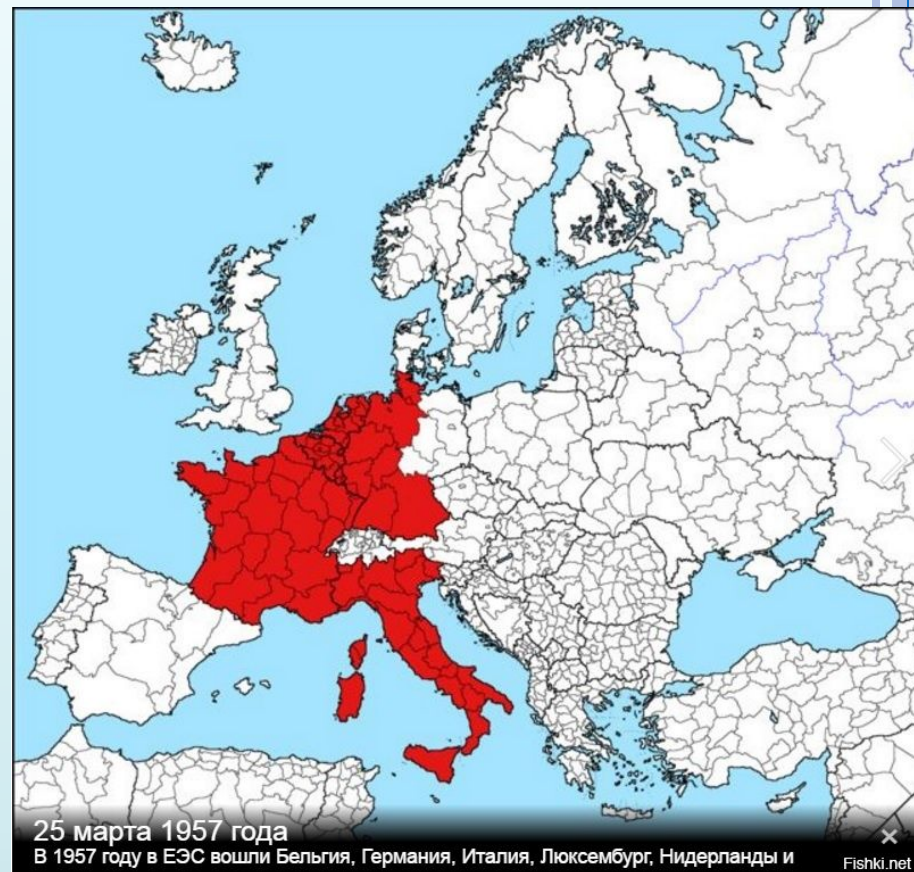 25 марта 1957 года
В 1957 году в ЕЭС вошли Бельгия, Германия, Италия, Люксембург, Нидерланды и
Fishki.net